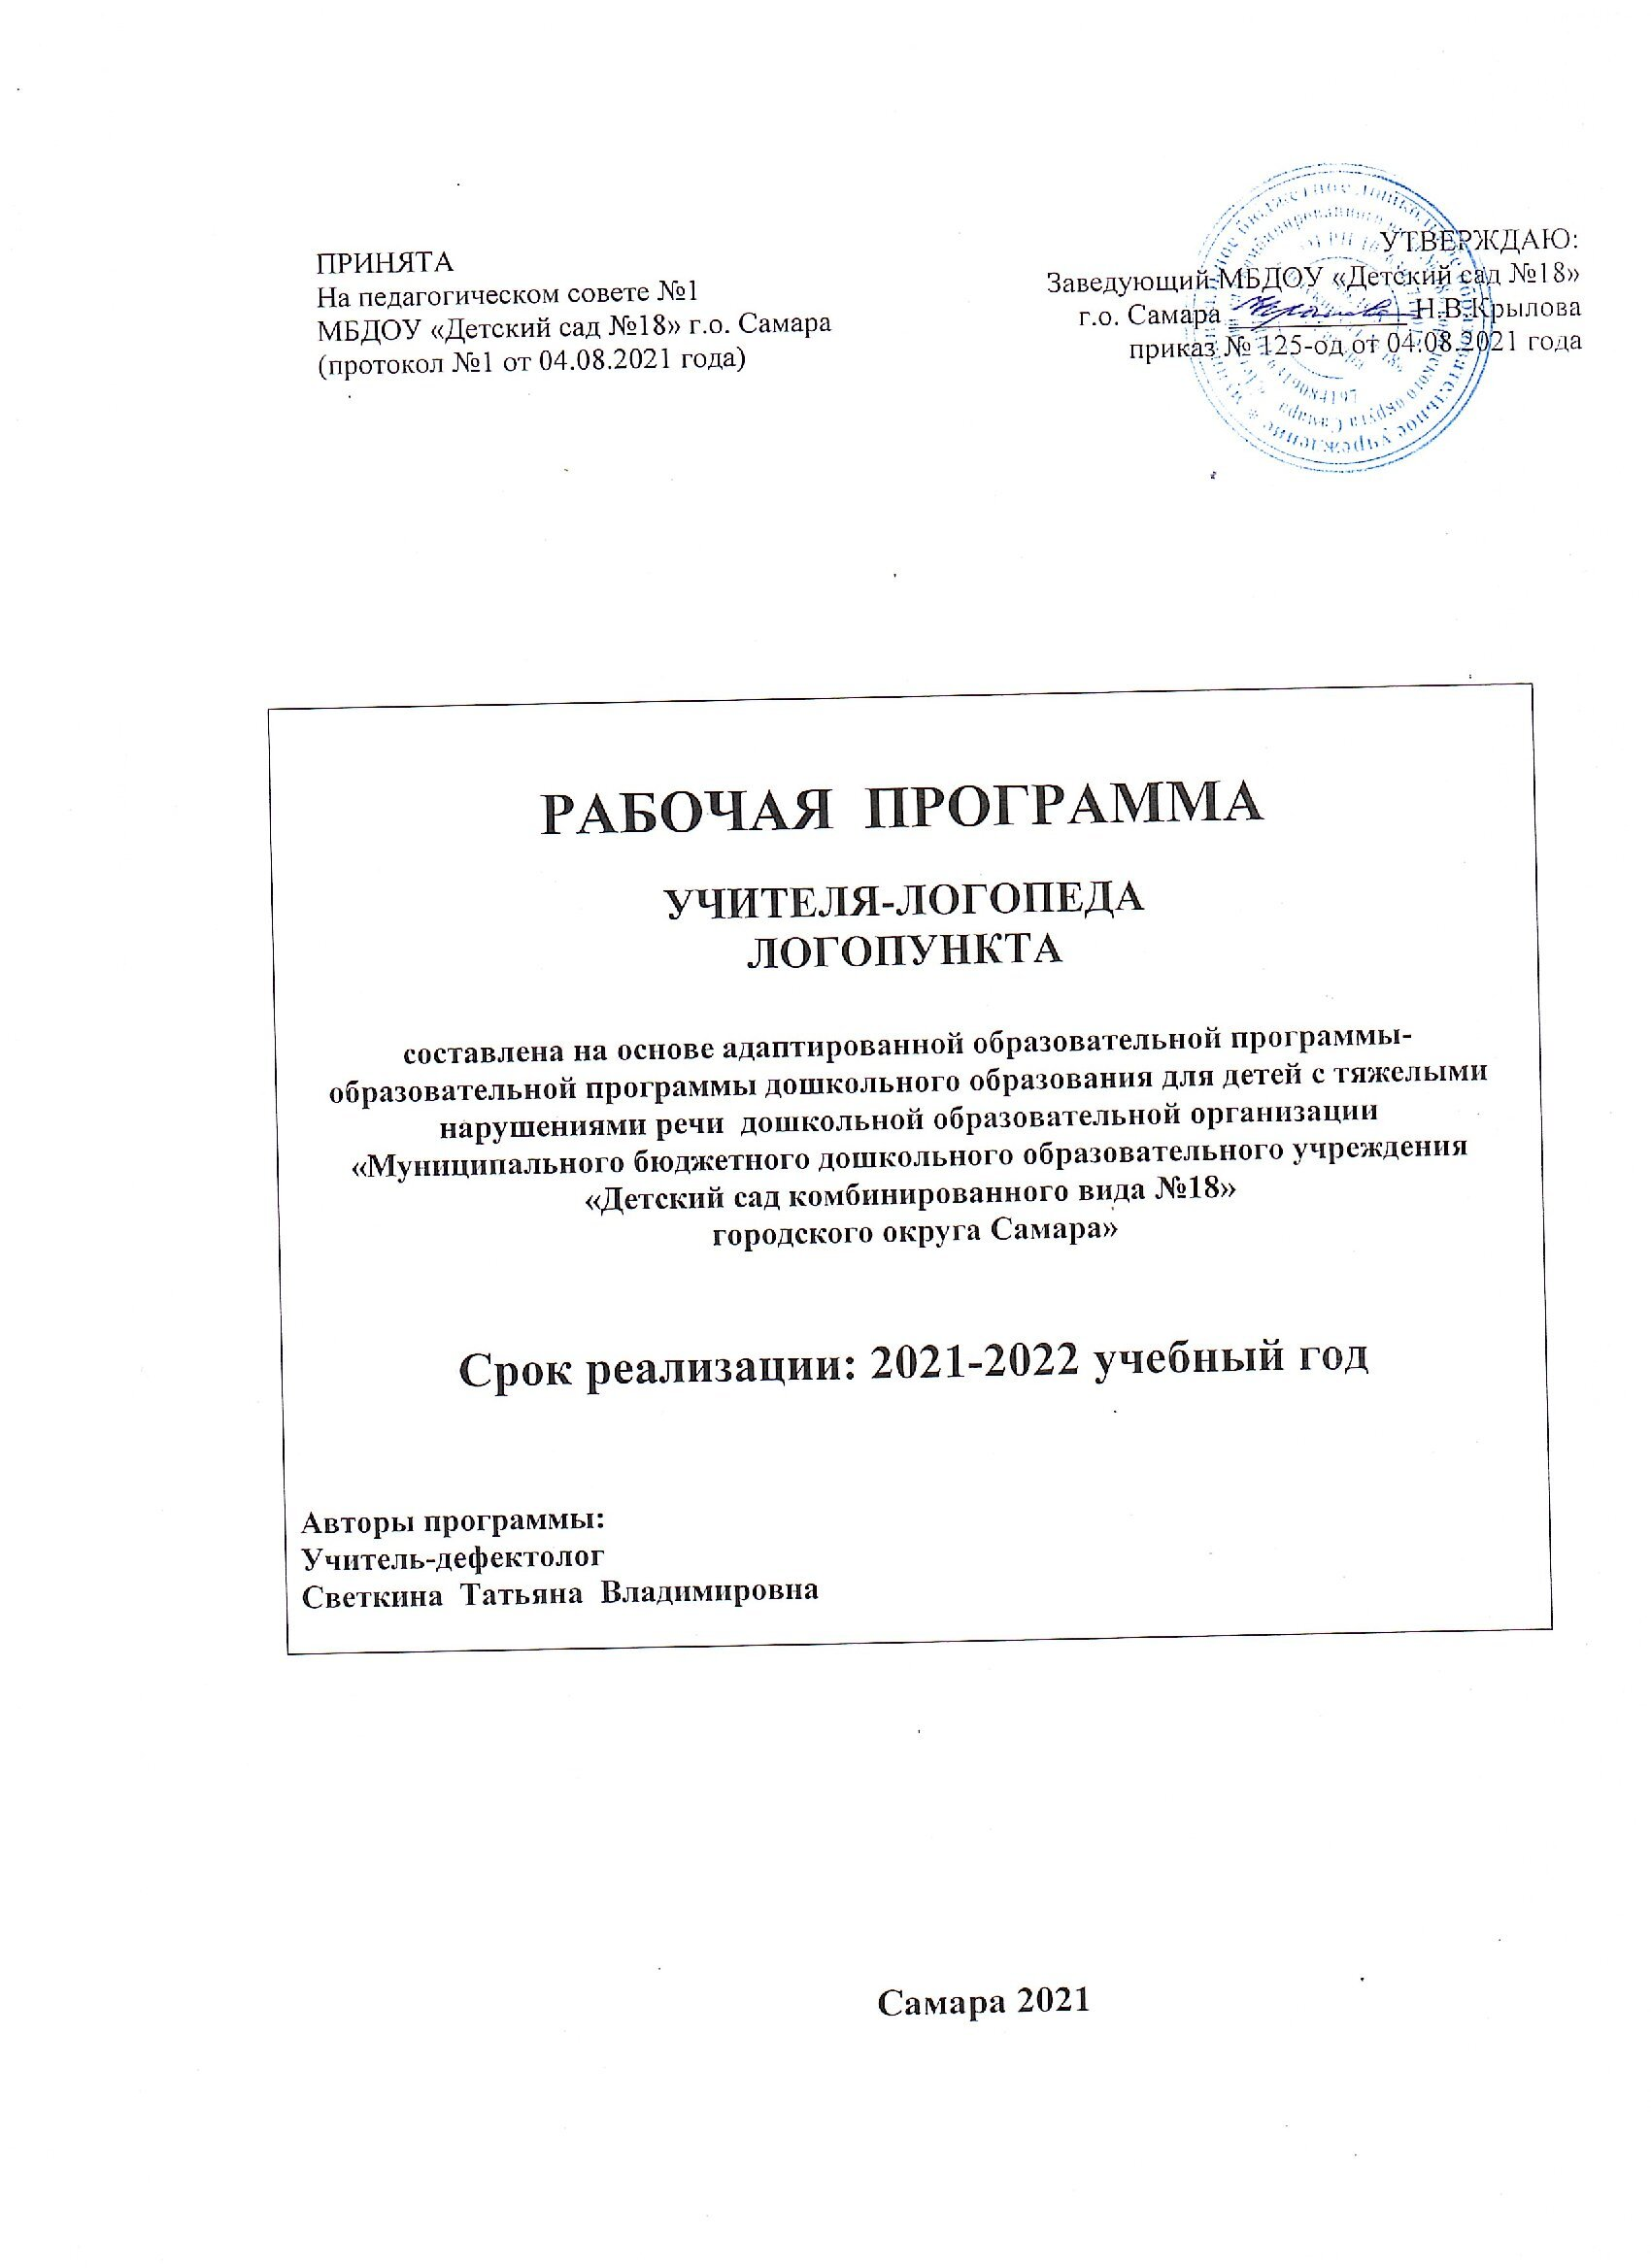 ПРИНЯТА
На педагогическом совете №1
МБДОУ «Детский сад №18» г.о. Самара
(протокол №1 от 04.08.2021 года)
УТВЕРЖДАЮ:
Заведующий МБДОУ «Детский сад №18»
г.о. Самара ____________ Н.В.Крылова
приказ № 125-од от 04.08.2021 года
РАБОЧАЯ ПРОГРАММА
УЧИТЕЛЯ-ЛОГОПЕДА
ЛОГОПУНКТА
составлена на основе адаптированной образовательной программы-
образовательной программы дошкольного образования для детей с тяжелыми
нарушениями речи дошкольной образовательной организации
«Муниципального бюджетного дошкольного образовательного учреждения
«Детский сад комбинированного вида №18»
городского округа Самара»
Срок реализации: 2021-2022 учебный год
Авторы программы:
Учитель-дефектолог
Светкина Татьяна Владимировна
Самара 2021